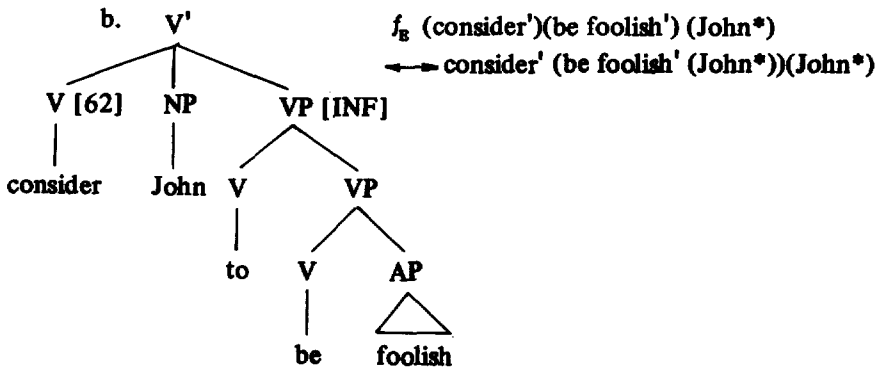 b. V' f_E (consider')(be foolish') (John*)
←→ consider' (be foolish' (John*))(John*)
V [62] NP VP [INF]
consider John V VP
to V AP
be foolish